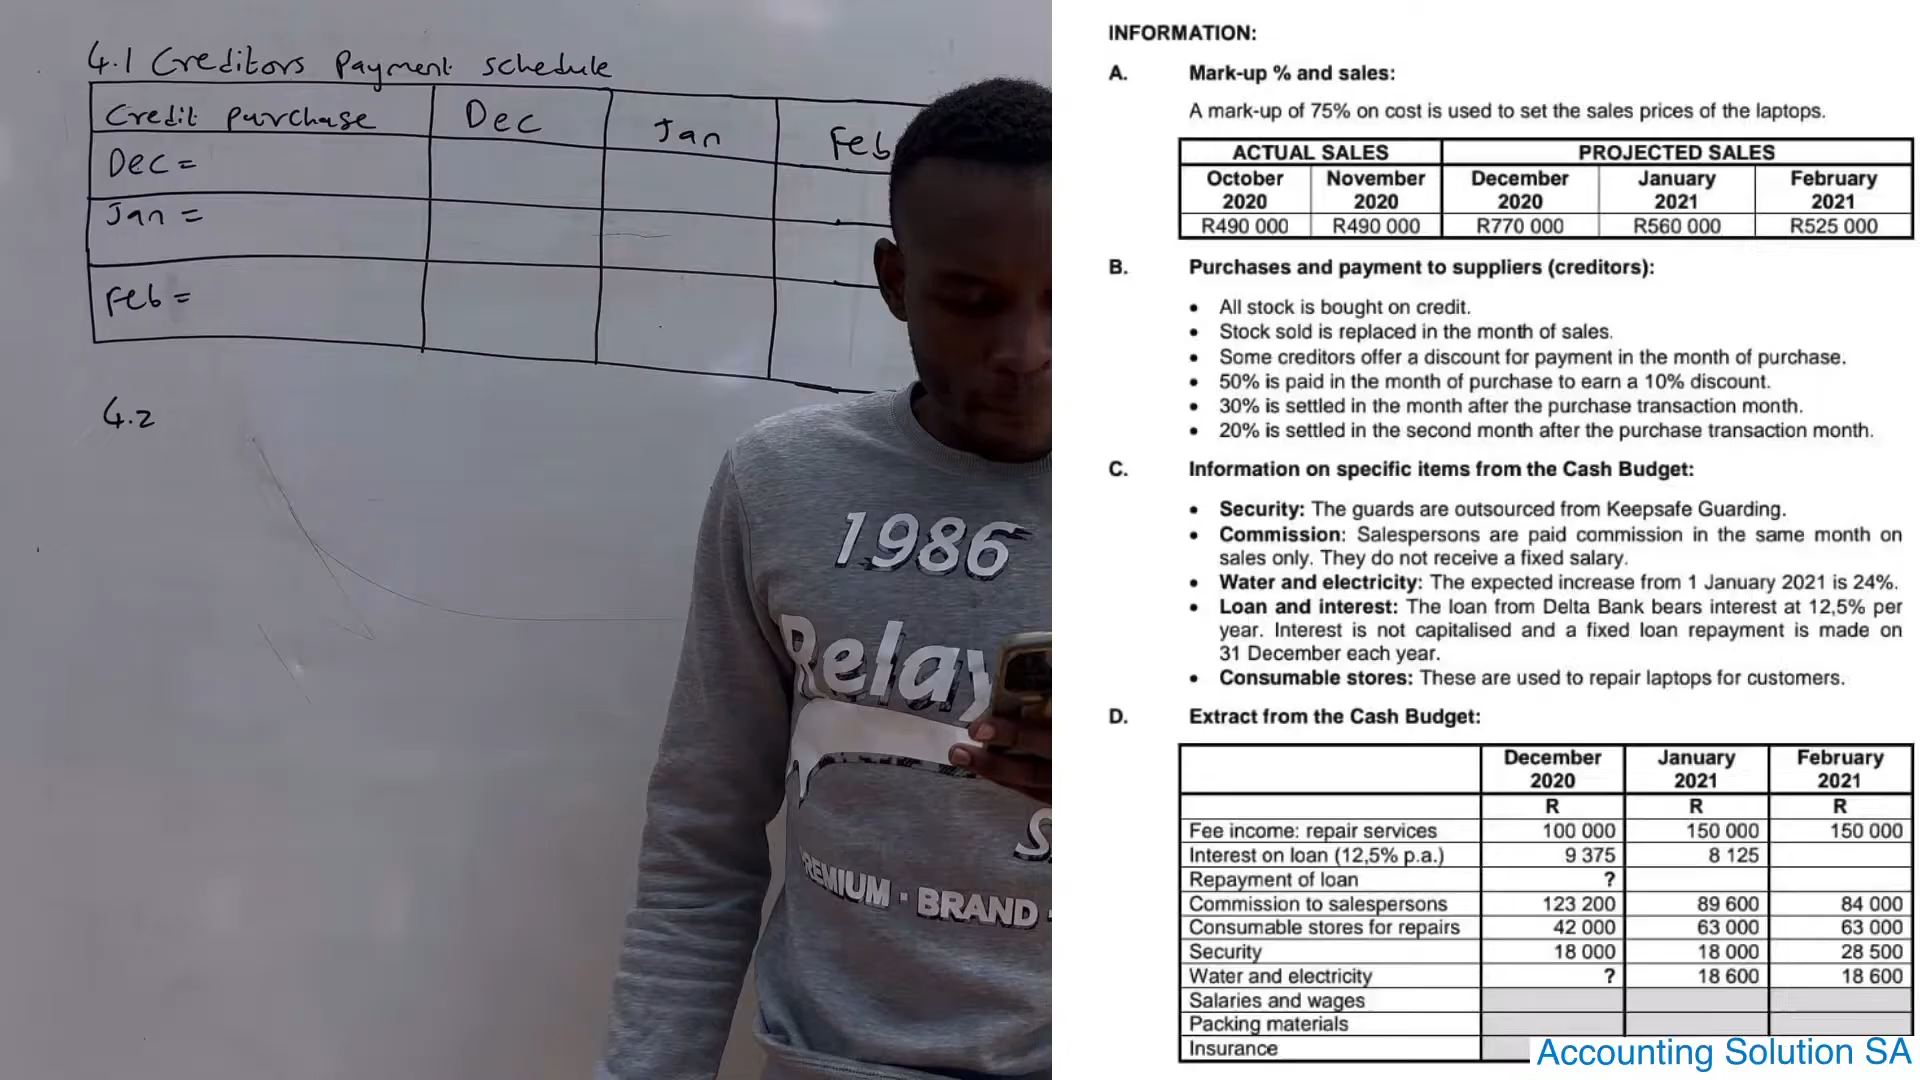 4.1 Creditors Payment schedule
Credit Purchase Dec Jan Feb
Dec =
Jan =
Feb =
4.2
1986
Relay
PREMIUM · BRAND ·
INFORMATION:
A. Mark-up % and sales:
A mark-up of 75% on cost is used to set the sales prices of the laptops.
ACTUAL SALES PROJECTED SALES
October 2020 November 2020 December 2020 January 2021 February 2021
R490 000 R490 000 R770 000 R560 000 R525 000
B. Purchases and payment to suppliers (creditors):
• All stock is bought on credit.
• Stock sold is replaced in the month of sales.
• Some creditors offer a discount for payment in the month of purchase.
• 50% is paid in the month of purchase to earn a 10% discount.
• 30% is settled in the month after the purchase transaction month.
• 20% is settled in the second month after the purchase transaction month.
C. Information on specific items from the Cash Budget:
• Security: The guards are outsourced from Keepsafe Guarding.
• Commission: Salespersons are paid commission in the same month on
sales only. They do not receive a fixed salary.
• Water and electricity: The expected increase from 1 January 2021 is 24%.
• Loan and interest: The loan from Delta Bank bears interest at 12,5% per
year. Interest is not capitalised and a fixed loan repayment is made on
31 December each year.
• Consumable stores: These are used to repair laptops for customers.
D. Extract from the Cash Budget:
December 2020 January 2021 February 2021
R R R
Fee income: repair services 100 000 150 000 150 000
Interest on loan (12,5% p.a.) 9 375 8 125
Repayment of loan ?
Commission to salespersons 123 200 89 600 84 000
Consumable stores for repairs 42 000 63 000 63 000
Security 18 000 18 000 28 500
Water and electricity ? 18 600 18 600
Salaries and wages
Packing materials
Insurance
Accounting Solution SA